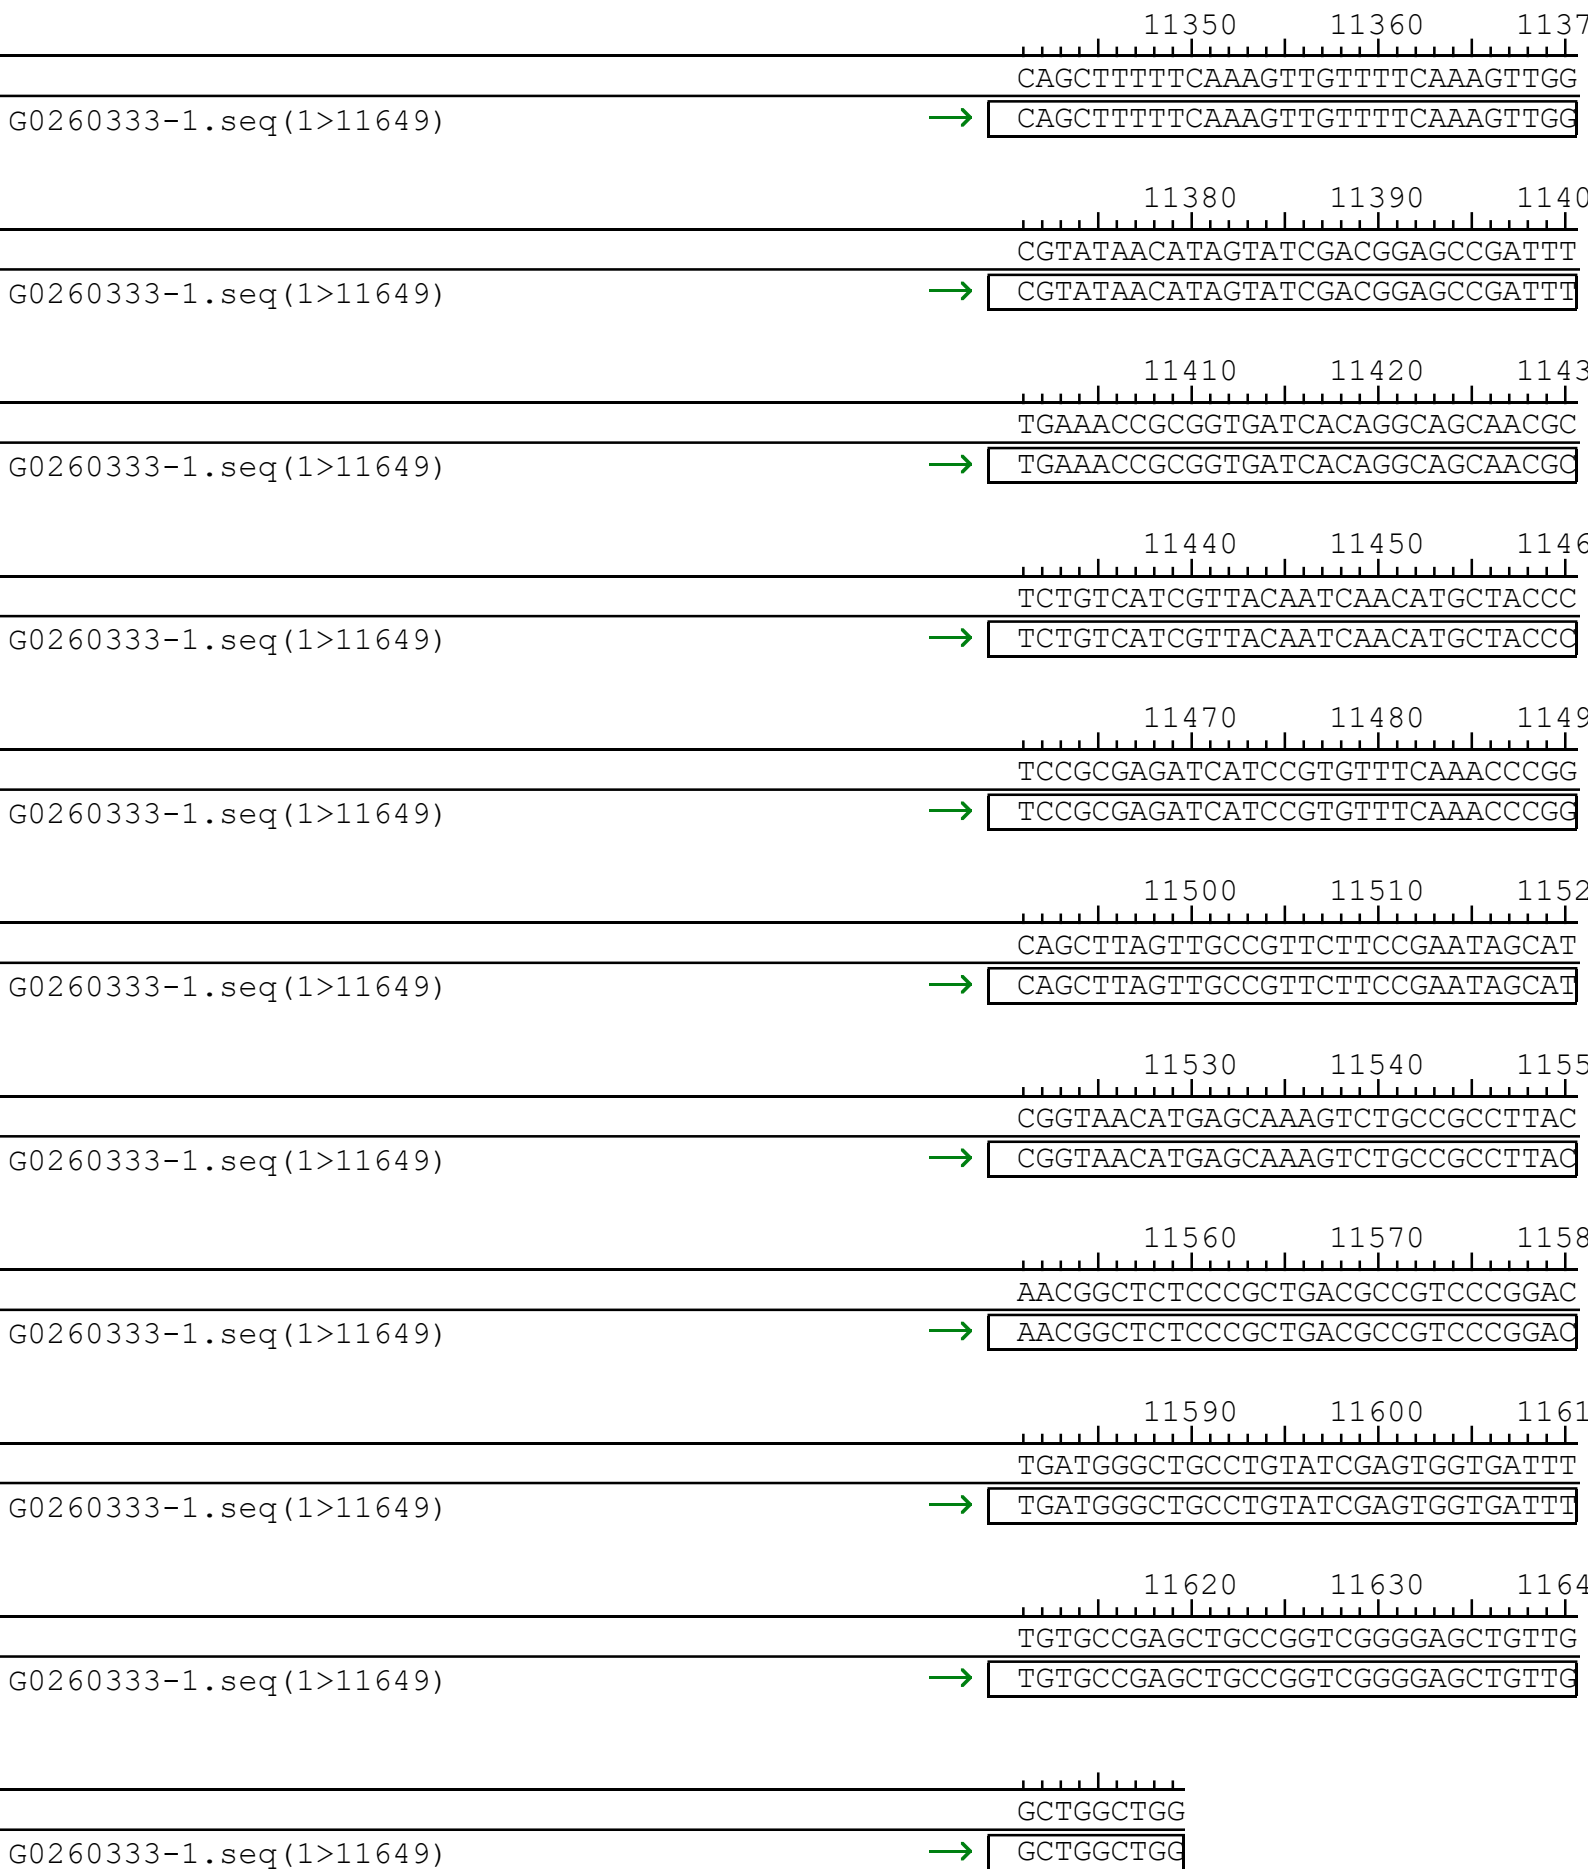 11350 11360 1137
CAGCTTTTTCAAAGTTGTTTTCAAAGTTGG
G0260333-1.seq(1>11649) → CAGCTTTTTCAAAGTTGTTTTCAAAGTTGG
11380 11390 1140
CGTATAACATAGTATCGACGGAGCCGATTT
G0260333-1.seq(1>11649) → CGTATAACATAGTATCGACGGAGCCGATTT
11410 11420 1143
TGAAACCGCGGTGATCACAGGCAGCAACGC
G0260333-1.seq(1>11649) → TGAAACCGCGGTGATCACAGGCAGCAACGC
11440 11450 1146
TCTGTCATCGTTACAATCAACATGCTACCC
G0260333-1.seq(1>11649) → TCTGTCATCGTTACAATCAACATGCTACCC
11470 11480 1149
TCCGCGAGATCATCCGTGTTTCAAACCCGG
G0260333-1.seq(1>11649) → TCCGCGAGATCATCCGTGTTTCAAACCCGG
11500 11510 1152
CAGCTTAGTTGCCGTTCTTCCGAATAGCAT
G0260333-1.seq(1>11649) → CAGCTTAGTTGCCGTTCTTCCGAATAGCAT
11530 11540 1155
CGGTAACATGAGCAAAGTCTGCCGCCTTAC
G0260333-1.seq(1>11649) → CGGTAACATGAGCAAAGTCTGCCGCCTTAC
11560 11570 1158
AACGGCTCTCCCGCTGACGCCGTCCCGGAC
G0260333-1.seq(1>11649) → AACGGCTCTCCCGCTGACGCCGTCCCGGAC
11590 11600 1161
TGATGGGCTGCCTGTATCGAGTGGTGATTT
G0260333-1.seq(1>11649) → TGATGGGCTGCCTGTATCGAGTGGTGATTT
11620 11630 1164
TGTGCCGAGCTGCCGGTCGGGGAGCTGTTG
G0260333-1.seq(1>11649) → TGTGCCGAGCTGCCGGTCGGGGAGCTGTTG
GCTGGCTGG
G0260333-1.seq(1>11649) → GCTGGCTGG